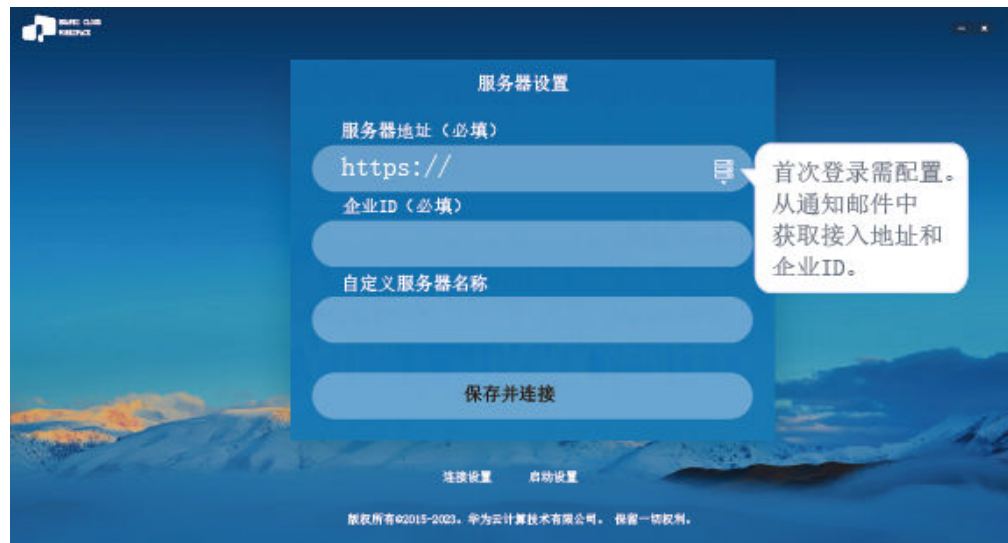 HUAWEI CLOUD
WORKSPACE
服务器设置
服务器地址（必填）
https://
首次登录需配置。
从通知邮件中
获取接入地址和
企业ID。
企业ID（必填）
自定义服务器名称
保存并连接
连接设置 启动设置
版权所有©2015-2023。华为云计算技术有限公司。 保留一切权利。